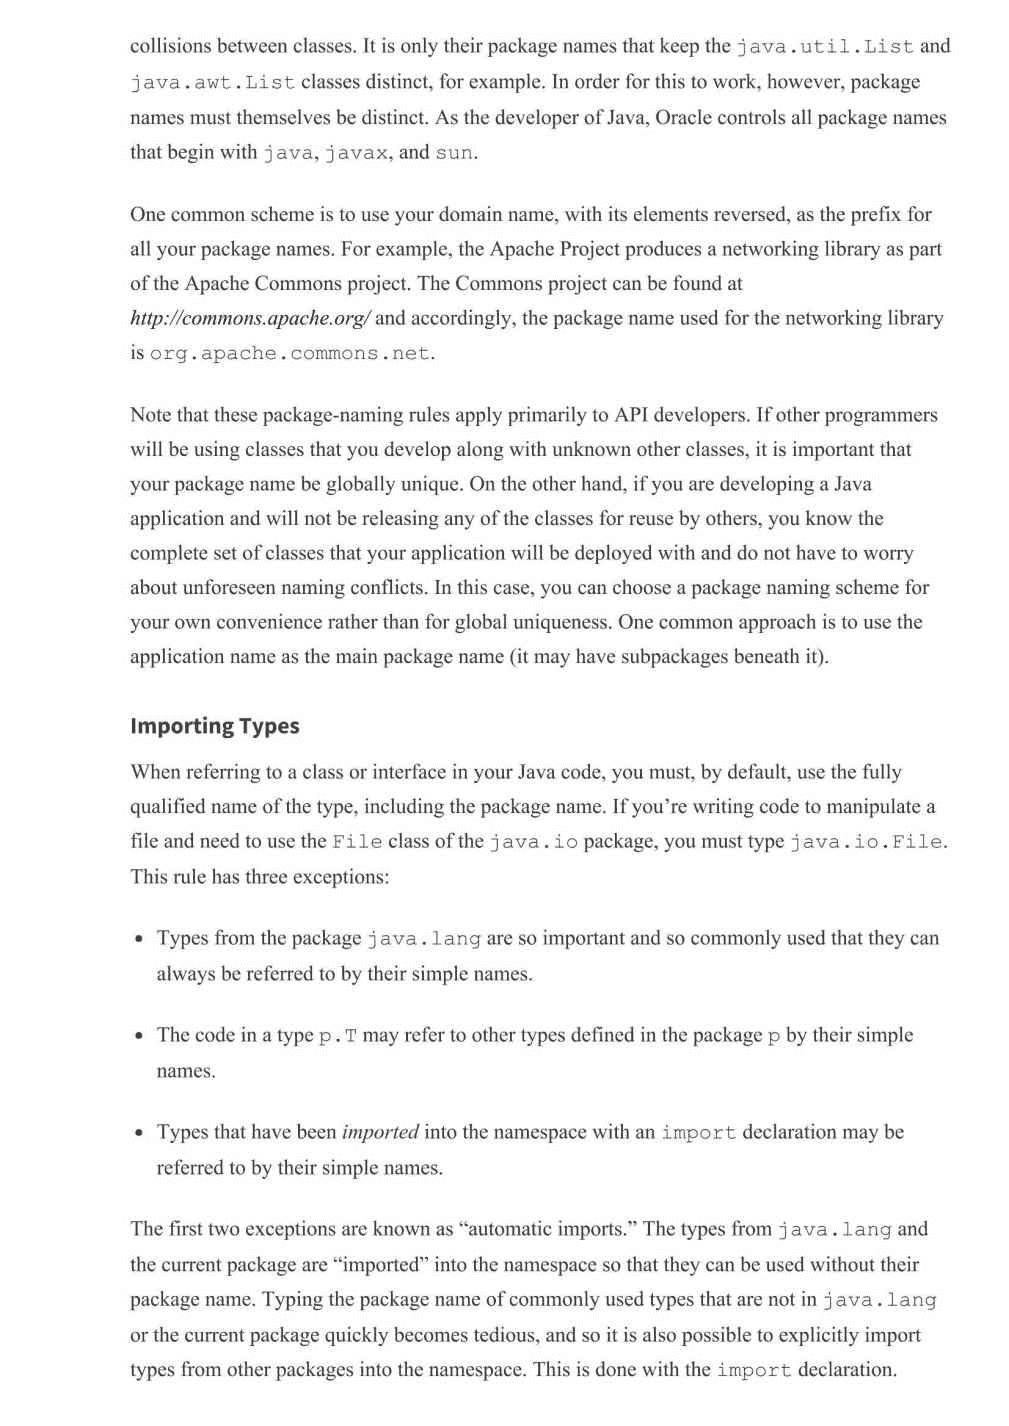 collisions between classes. It is only their package names that keep the java.util.List and
java.awt.List classes distinct, for example. In order for this to work, however, package
names must themselves be distinct. As the developer of Java, Oracle controls all package names
that begin with java, javax, and sun.
One common scheme is to use your domain name, with its elements reversed, as the prefix for
all your package names. For example, the Apache Project produces a networking library as part
of the Apache Commons project. The Commons project can be found at
http://commons.apache.org/ and accordingly, the package name used for the networking library
is org.apache.commons.net.
Note that these package-naming rules apply primarily to API developers. If other programmers
will be using classes that you develop along with unknown other classes, it is important that
your package name be globally unique. On the other hand, if you are developing a Java
application and will not be releasing any of the classes for reuse by others, you know the
complete set of classes that your application will be deployed with and do not have to worry
about unforeseen naming conflicts. In this case, you can choose a package naming scheme for
your own convenience rather than for global uniqueness. One common approach is to use the
application name as the main package name (it may have subpackages beneath it).
Importing Types
When referring to a class or interface in your Java code, you must, by default, use the fully
qualified name of the type, including the package name. If you’re writing code to manipulate a
file and need to use the File class of the java.io package, you must type java.io.File.
This rule has three exceptions:
• Types from the package java.lang are so important and so commonly used that they can
always be referred to by their simple names.
• The code in a type p.T may refer to other types defined in the package p by their simple
names.
• Types that have been imported into the namespace with an import declaration may be
referred to by their simple names.
The first two exceptions are known as “automatic imports.” The types from java.lang and
the current package are “imported” into the namespace so that they can be used without their
package name. Typing the package name of commonly used types that are not in java.lang
or the current package quickly becomes tedious, and so it is also possible to explicitly import
types from other packages into the namespace. This is done with the import declaration.